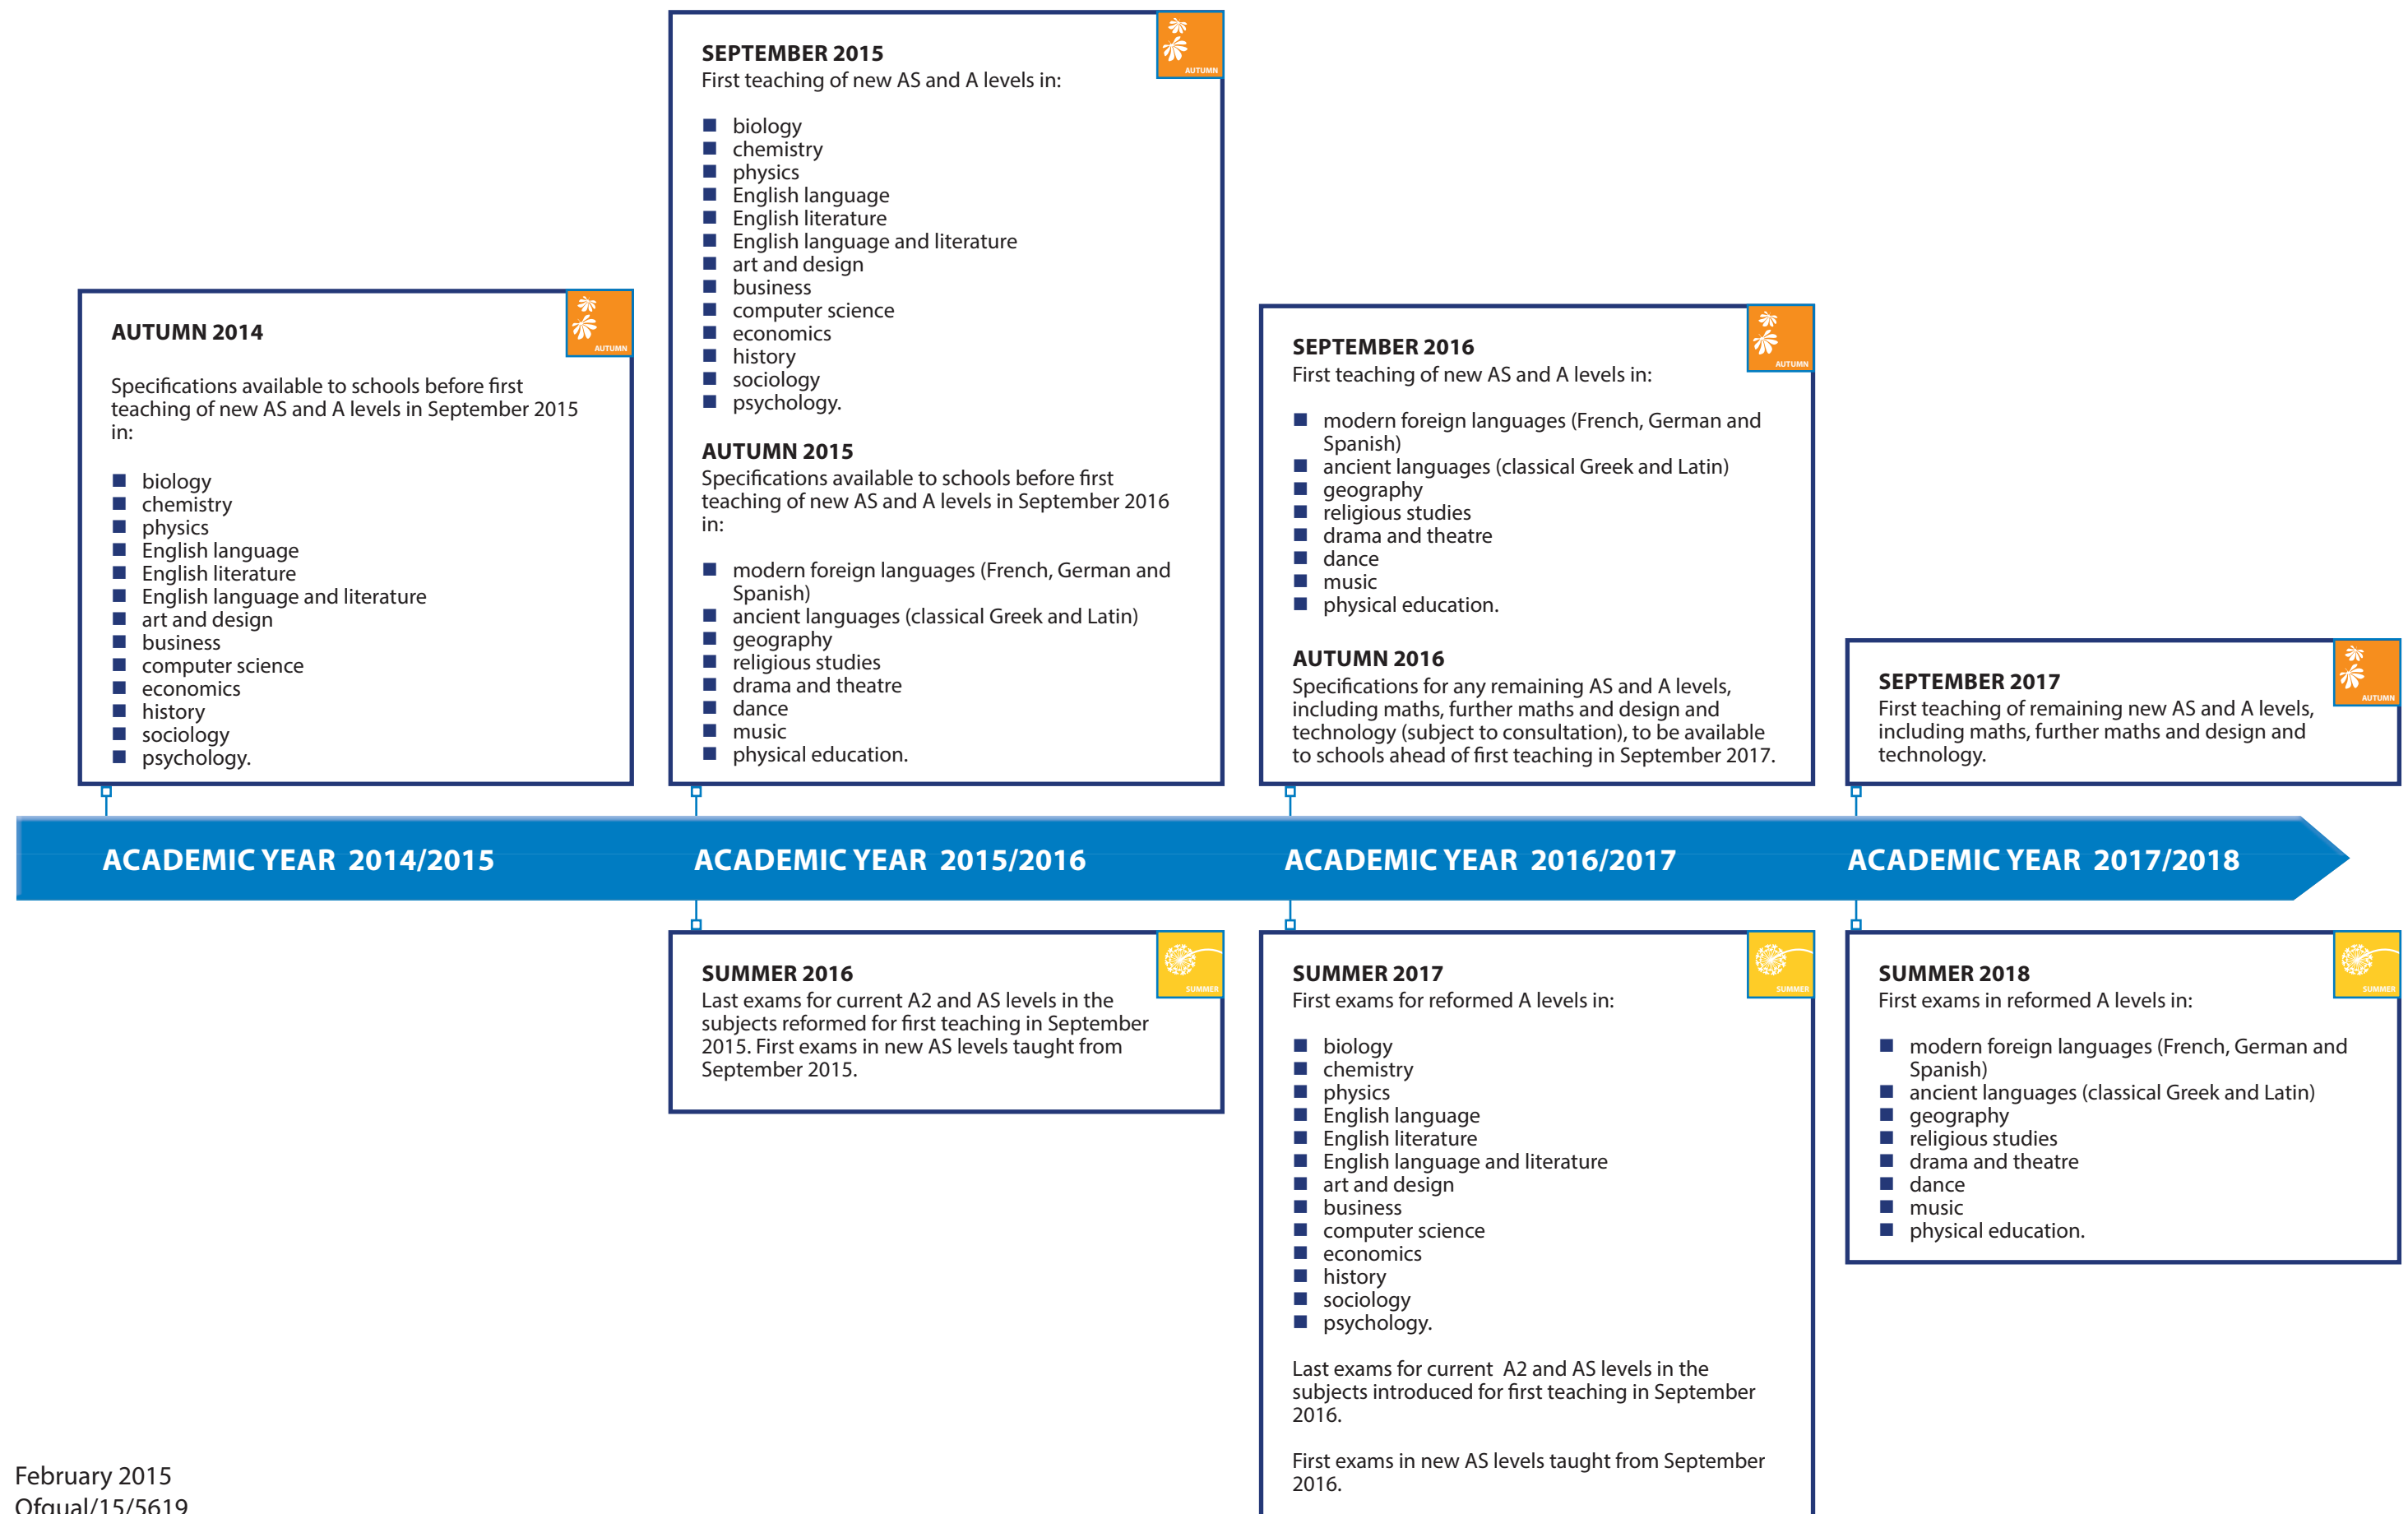 AUTUMN 2014
AUTUMN
Specifications available to schools before first
teaching of new AS and A levels in September 2015
in:
biology
chemistry
physics
English language
English literature
English language and literature
art and design
business
computer science
economics
history
sociology
psychology.
SEPTEMBER 2015
AUTUMN
First teaching of new AS and A levels in:
biology
chemistry
physics
English language
English literature
English language and literature
art and design
business
computer science
economics
history
sociology
psychology.
AUTUMN 2015
Specifications available to schools before first
teaching of new AS and A levels in September 2016
in:
modern foreign languages (French, German and
Spanish)
ancient languages (classical Greek and Latin)
geography
religious studies
drama and theatre
dance
music
physical education.
SEPTEMBER 2016
AUTUMN
First teaching of new AS and A levels in:
modern foreign languages (French, German and
Spanish)
ancient languages (classical Greek and Latin)
geography
religious studies
drama and theatre
dance
music
physical education.
AUTUMN 2016
Specifications for any remaining AS and A levels,
including maths, further maths and design and
technology (subject to consultation), to be available
to schools ahead of first teaching in September 2017.
SEPTEMBER 2017
AUTUMN
First teaching of remaining new AS and A levels,
including maths, further maths and design and
technology.
ACADEMIC YEAR 2014/2015
ACADEMIC YEAR 2015/2016
ACADEMIC YEAR 2016/2017
ACADEMIC YEAR 2017/2018
SUMMER 2016
SUMMER
Last exams for current A2 and AS levels in the
subjects reformed for first teaching in September
2015. First exams in new AS levels taught from
September 2015.
SUMMER 2017
SUMMER
First exams for reformed A levels in:
biology
chemistry
physics
English language
English literature
English language and literature
art and design
business
computer science
economics
history
sociology
psychology.
Last exams for current A2 and AS levels in the
subjects introduced for first teaching in September
2016.
First exams in new AS levels taught from September
2016.
SUMMER 2018
SUMMER
First exams in reformed A levels in:
modern foreign languages (French, German and
Spanish)
ancient languages (classical Greek and Latin)
geography
religious studies
drama and theatre
dance
music
physical education.
February 2015
Ofqual/15/5619